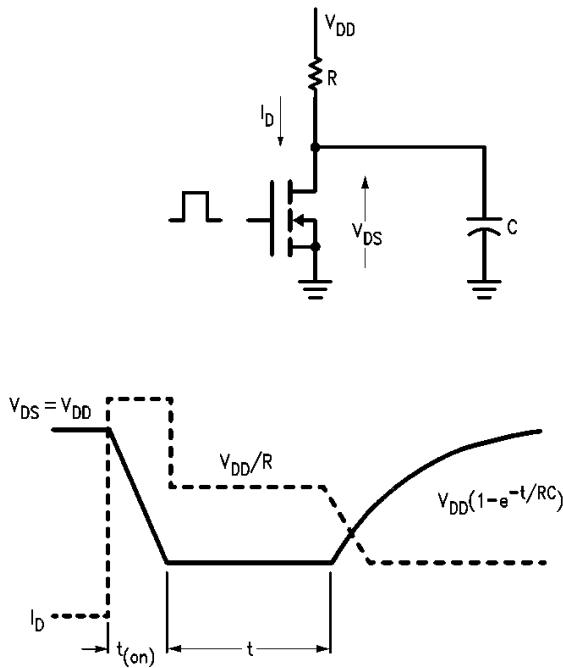 V_DD
R
I_D
V_DS
C
V_DS = V_DD
V_DD/R
V_DD(1-e^-t/RC)
I_D
t_(on)
t